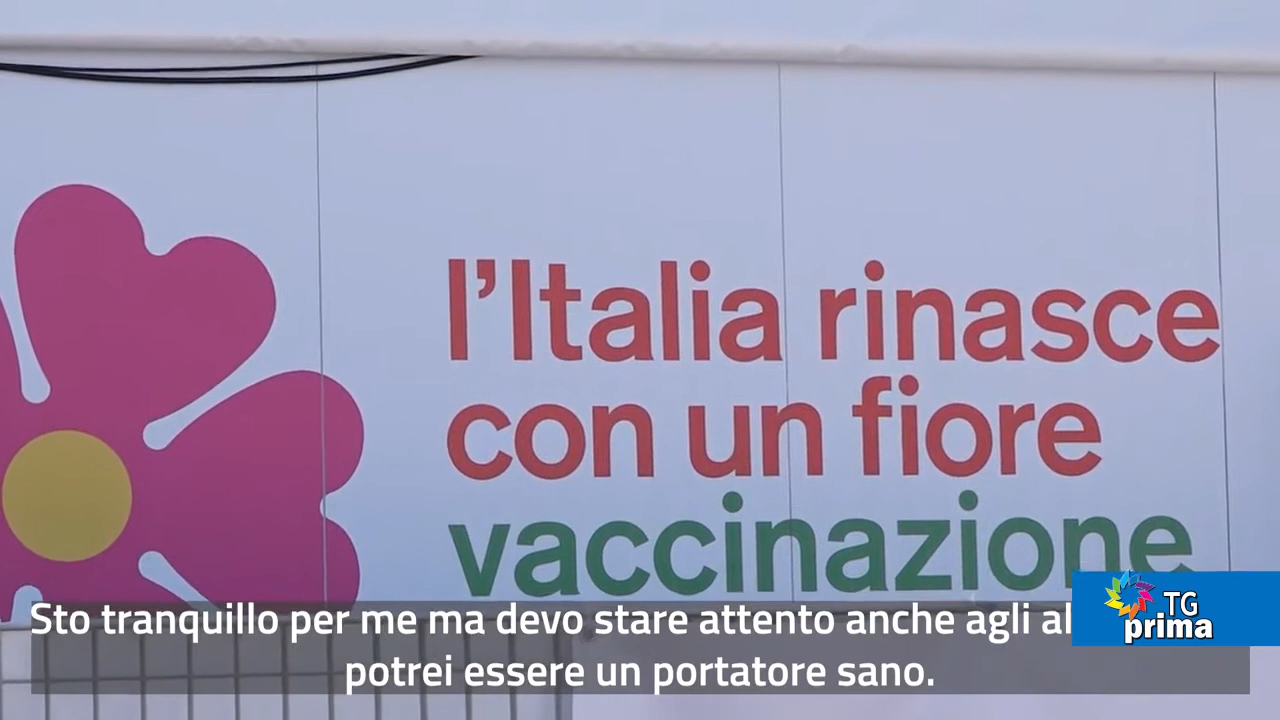 l'Italia rinasce
con un fiore
vaccinazione
TG
prima
Sto tranquillo per me ma devo stare attento anche agli
potrei essere un portatore sano.